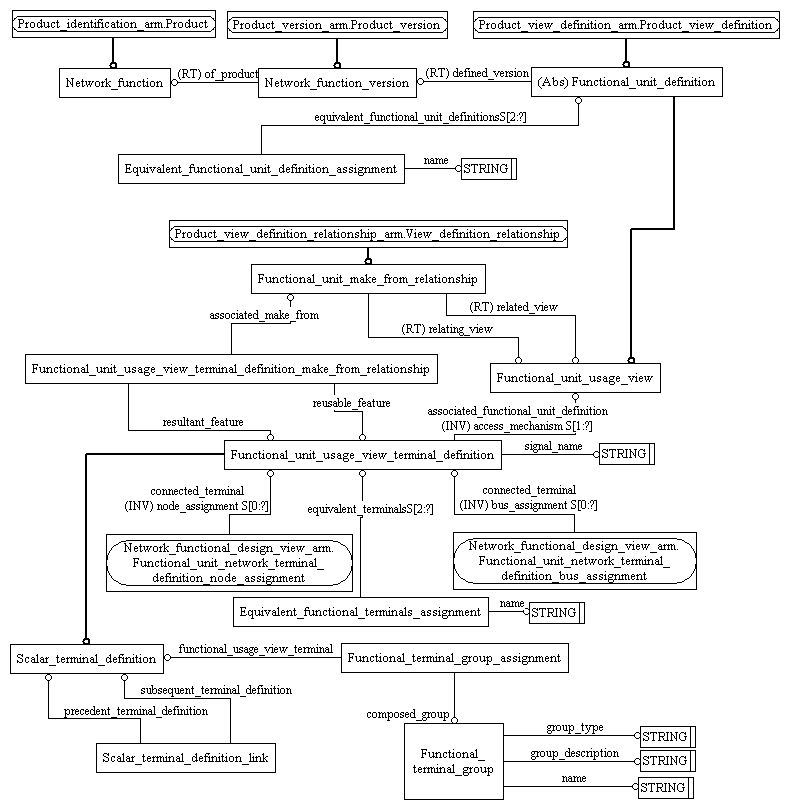 Product_identification_arm.Product
Product_version_arm.Product_version
Product_view_definition_arm.Product_view_definition
Network_function
(RT) of_product
Network_function_version
(RT) defined_version
(Abs) Functional_unit_definition
equivalent_functional_unit_definitionsS[2:?]
Equivalent_functional_unit_definition_assignment
name
STRING
Product_view_definition_relationship_arm.View_definition_relationship
Functional_unit_make_from_relationship
associated_make_from
(RT) related_view
(RT) relating_view
Functional_unit_usage_view_terminal_definition_make_from_relationship
Functional_unit_usage_view
resultant_feature
reusable_feature
associated_functional_unit_definition
(INV) access_mechanism S[1:?]
Functional_unit_usage_view_terminal_definition
signal_name
STRING
connected_terminal
(INV) node_assignment S[0:?]
equivalent_terminalsS[2:?]
connected_terminal
(INV) bus_assignment S[0:?]
Network_functional_design_view_arm.
Functional_unit_network_terminal_
definition_node_assignment
Network_functional_design_view_arm.
Functional_unit_network_terminal_
definition_bus_assignment
Equivalent_functional_terminals_assignment
name
STRING
Scalar_terminal_definition
functional_usage_view_terminal
Functional_terminal_group_assignment
subsequent_terminal_definition
precedent_terminal_definition
Scalar_terminal_definition_link
composed_group
Functional_
terminal_group
group_type
STRING
group_description
STRING
name
STRING